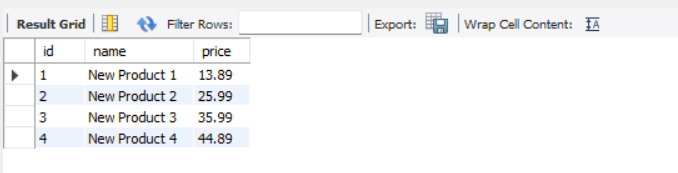 Result Grid Filter Rows: Export: Wrap Cell Content: IA
id name price
1 New Product 1 13.89
2 New Product 2 25.99
3 New Product 3 35.99
4 New Product 4 44.89